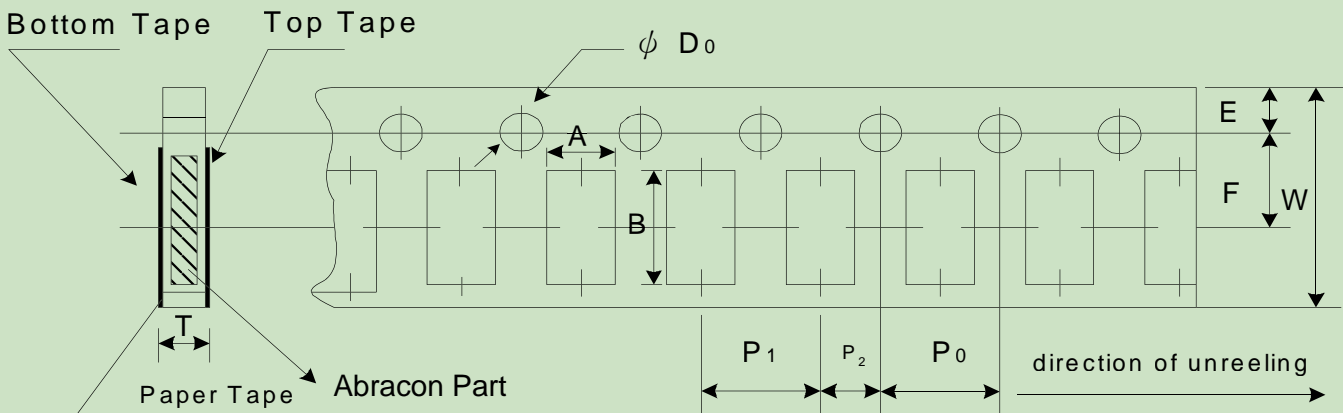 Bottom Tape
Top Tape
ψ D0
E
A
F
W
B
T
P1
P2
P0
direction of unreeling
Paper Tape
Abracon Part